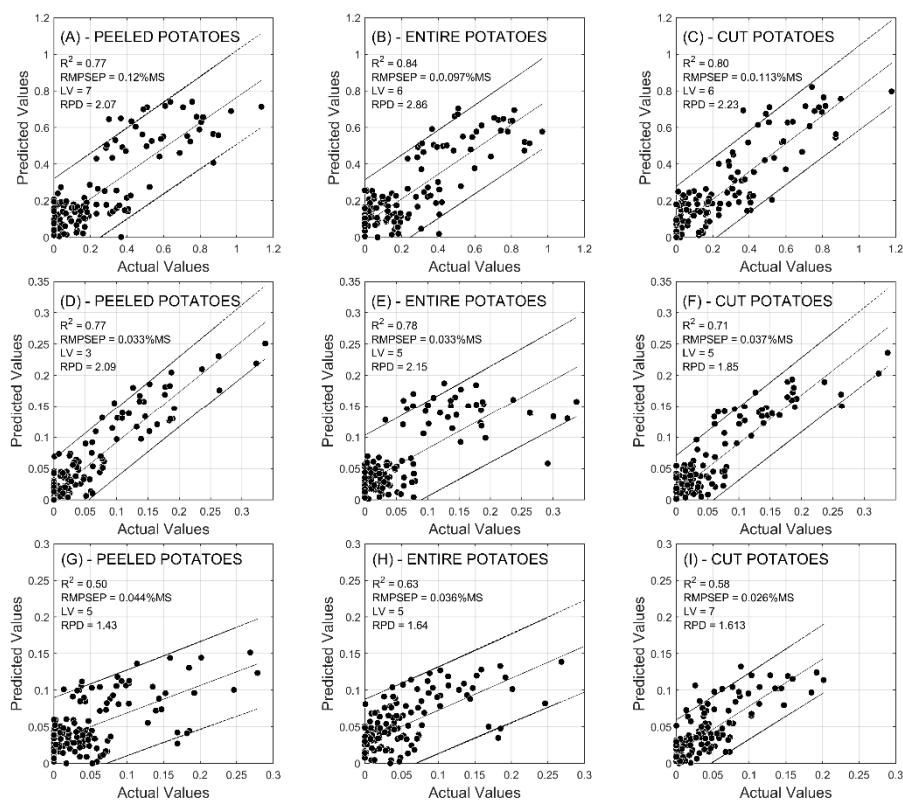 (A) - PEELED POTATOES
R² = 0.77
RMPSEP = 0.12%MS
LV = 7
RPD = 2.07
Predicted Values
1.2
1
0.8
0.6
0.4
0.2
0
0 0.2 0.4 0.6 0.8 1 1.2
Actual Values
(B) - ENTIRE POTATOES
R² = 0.84
RMPSEP = 0.0.097%MS
LV = 6
RPD = 2.86
Predicted Values
1.2
1
0.8
0.6
0.4
0.2
0
0 0.2 0.4 0.6 0.8 1 1.2
Actual Values
(C) - CUT POTATOES
R² = 0.80
RMPSEP = 0.0.113%MS
LV = 6
RPD = 2.23
Predicted Values
1.2
1
0.8
0.6
0.4
0.2
0
0 0.2 0.4 0.6 0.8 1 1.2
Actual Values
(D) - PEELED POTATOES
R² = 0.77
RMPSEP = 0.033%MS
LV = 3
RPD = 2.09
Predicted Values
0.35
0.3
0.25
0.2
0.15
0.1
0.05
0
0 0.05 0.1 0.15 0.2 0.25 0.3
Actual Values
(E) - ENTIRE POTATOES
R² = 0.78
RMPSEP = 0.033%MS
LV = 5
RPD = 2.15
Predicted Values
0.35
0.3
0.25
0.2
0.15
0.1
0.05
0
0 0.05 0.1 0.15 0.2 0.25 0.3
Actual Values
(F) - CUT POTATOES
R² = 0.71
RMPSEP = 0.037%MS
LV = 5
RPD = 1.85
Predicted Values
0.35
0.3
0.25
0.2
0.15
0.1
0.05
0
0 0.05 0.1 0.15 0.2 0.25 0.3
Actual Values
(G) - PEELED POTATOES
R² = 0.50
RMPSEP = 0.044%MS
LV = 5
RPD = 1.43
Predicted Values
0.3
0.25
0.2
0.15
0.1
0.05
0
0 0.05 0.1 0.15 0.2 0.25 0.3
Actual Values
(H) - ENTIRE POTATOES
R² = 0.63
RMPSEP = 0.036%MS
LV = 5
RPD = 1.64
Predicted Values
0.3
0.25
0.2
0.15
0.1
0.05
0
0 0.05 0.1 0.15 0.2 0.25 0.3
Actual Values
(I) - CUT POTATOES
R² = 0.58
RMPSEP = 0.026%MS
LV = 7
RPD = 1.613
Predicted Values
0.3
0.25
0.2
0.15
0.1
0.05
0
0 0.05 0.1 0.15 0.2 0.25 0.3
Actual Values